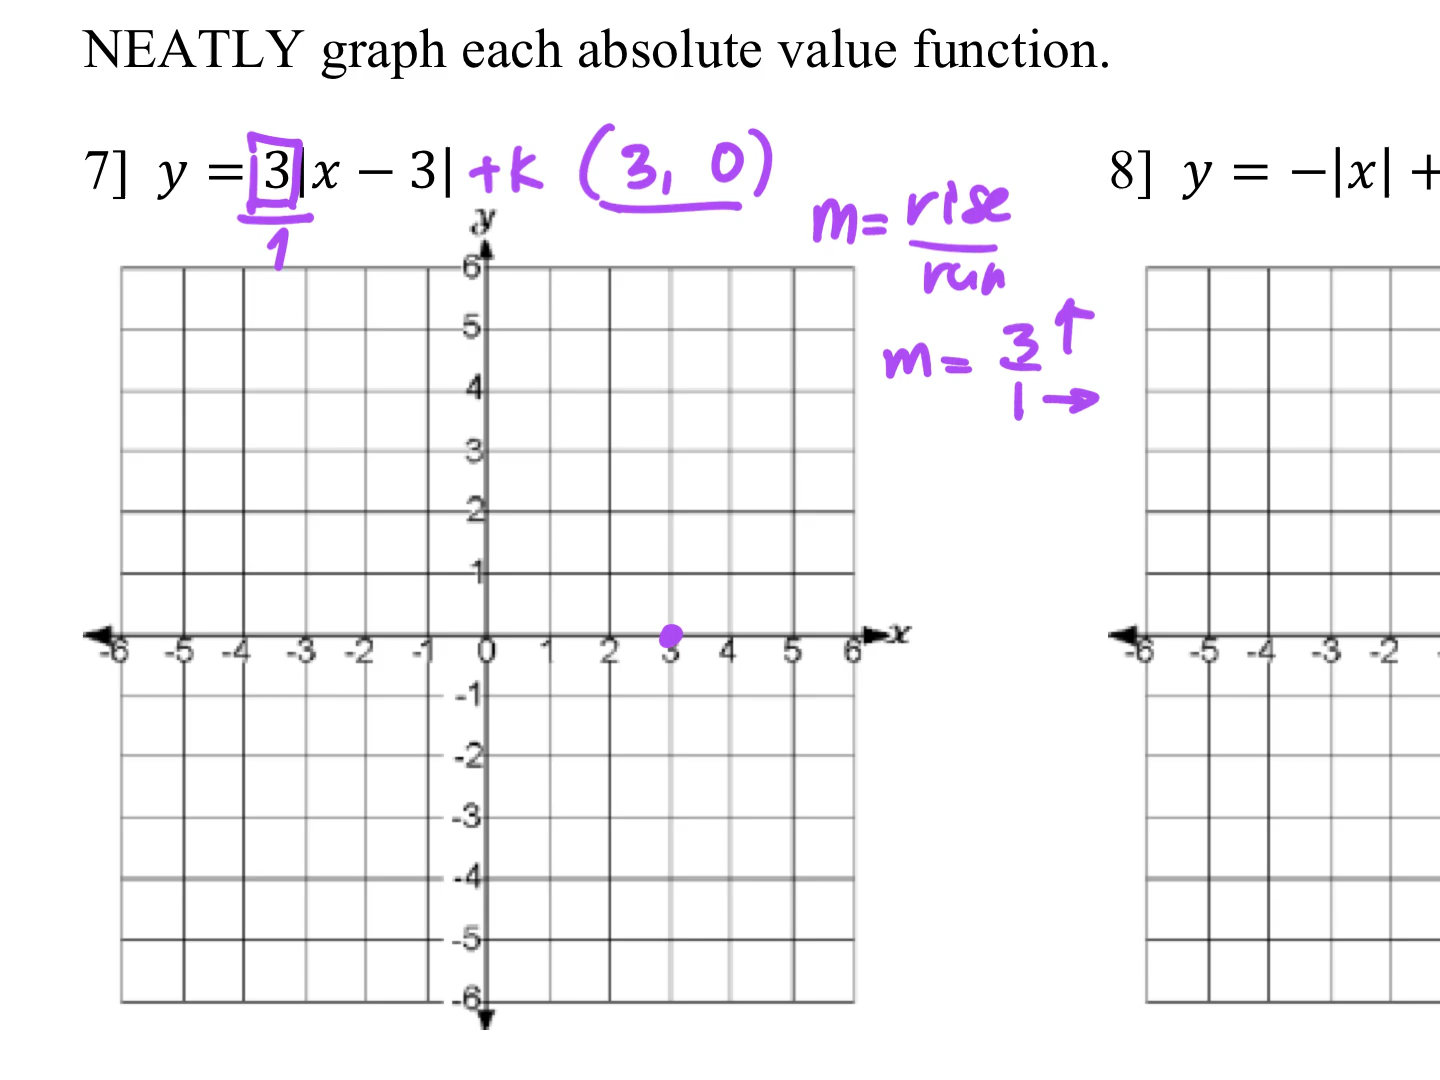 NEATLY graph each absolute value function.
7] y = 3|x − 3| +k (3, 0)
1
m= rise
run
m= 3
1
y
6
5
4
3
2
1
-6 -5 -4 -3 -2 -1 0 1 2 3 4 5 6 x
-1
-2
-3
-4
-5
-6
8] y = −|x| +
-6 -5 -4 -3 -2